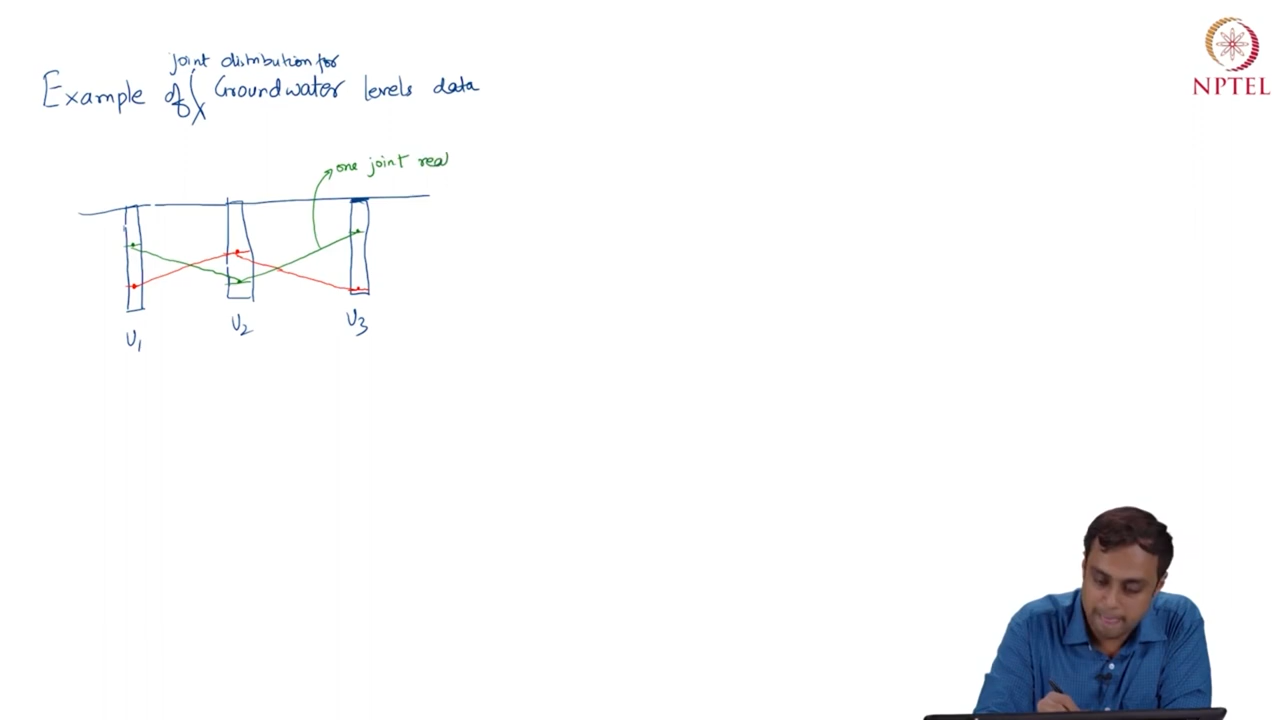 joint distribution for
Example of Groundwater levels data
one joint real
U1
U2
U3
NPTEL